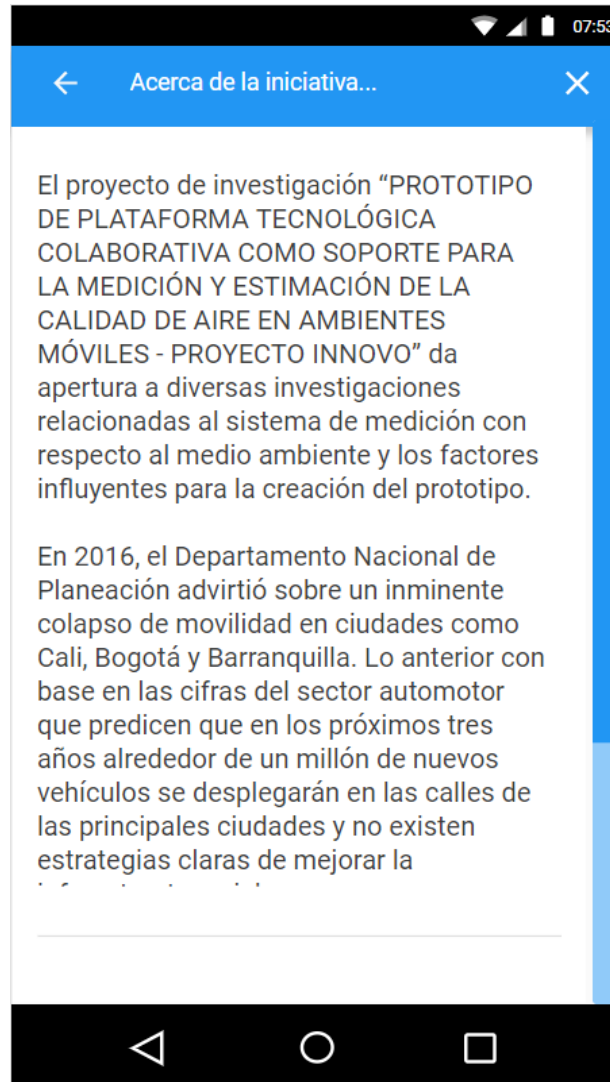 07:53
Acerca de la iniciativa...
El proyecto de investigación “PROTOTIPO
DE PLATAFORMA TECNOLÓGICA
COLABORATIVA COMO SOPORTE PARA
LA MEDICIÓN Y ESTIMACIÓN DE LA
CALIDAD DE AIRE EN AMBIENTES
MÓVILES - PROYECTO INNOVO” da
apertura a diversas investigaciones
relacionadas al sistema de medición con
respecto al medio ambiente y los factores
influyentes para la creación del prototipo.
En 2016, el Departamento Nacional de
Planeación advirtió sobre un inminente
colapso de movilidad en ciudades como
Cali, Bogotá y Barranquilla. Lo anterior con
base en las cifras del sector automotor
que predicen que en los próximos tres
años alrededor de un millón de nuevos
vehículos se desplegarán en las calles de
las principales ciudades y no existen
estrategias claras de mejorar la